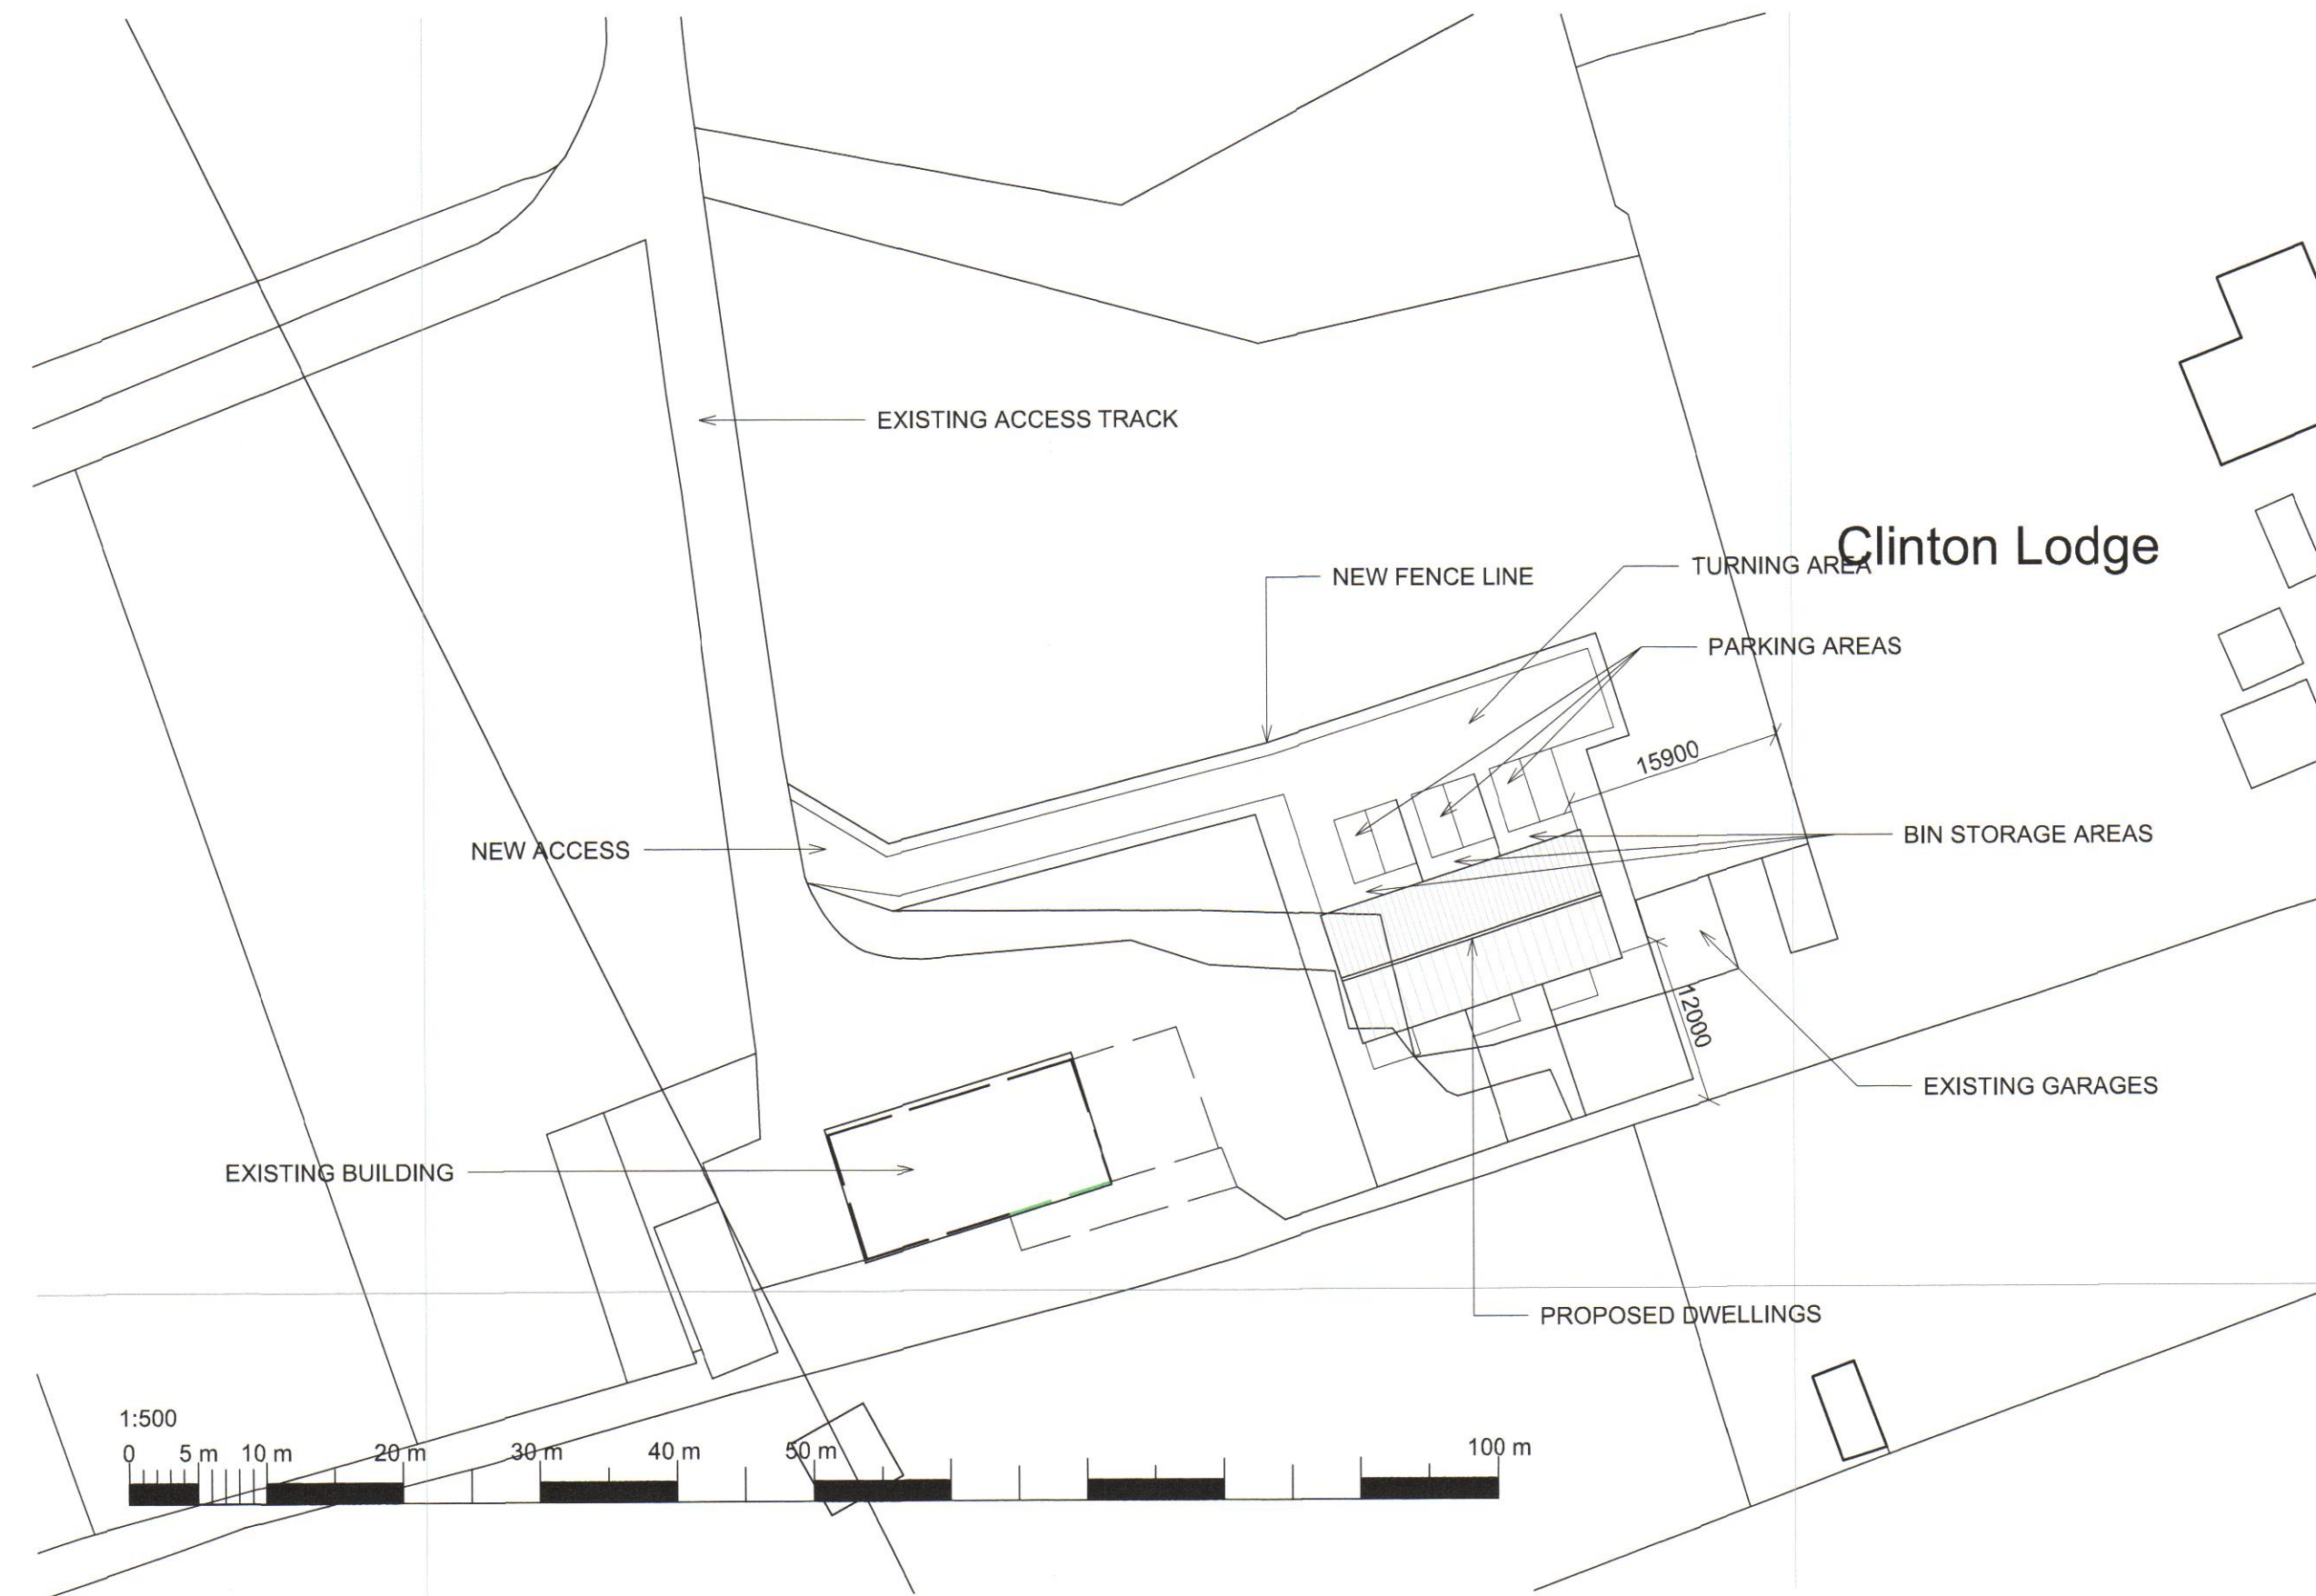 EXISTING ACCESS TRACK
Clinton Lodge
TURNING AREA
NEW FENCE LINE
PARKING AREAS
15900
NEW ACCESS
BIN STORAGE AREAS
12000
EXISTING GARAGES
EXISTING BUILDING
PROPOSED DWELLINGS
1:500
0 5 m 10 m 20 m 30 m 40 m 50 m 100 m